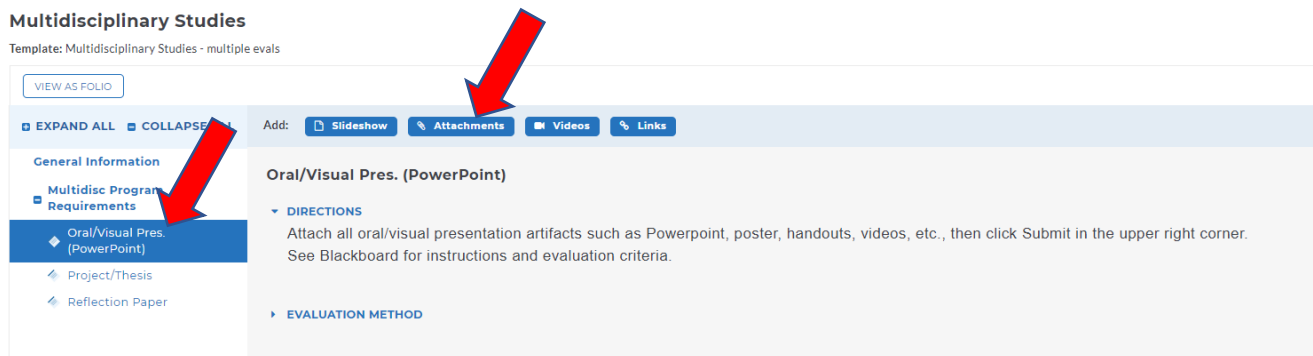 Multidisciplinary Studies
Template: Multidisciplinary Studies - multiple evals
VIEW AS FOLIO
EXPAND ALL COLLAPSE
Add: Slideshow Attachments Videos Links
General Information
Multidisc Program
Requirements
Oral/Visual Pres.
(PowerPoint)
Project/Thesis
Reflection Paper
Oral/Visual Pres. (PowerPoint)
DIRECTIONS
Attach all oral/visual presentation artifacts such as Powerpoint, poster, handouts, videos, etc., then click Submit in the upper right corner.
See Blackboard for instructions and evaluation criteria.
EVALUATION METHOD